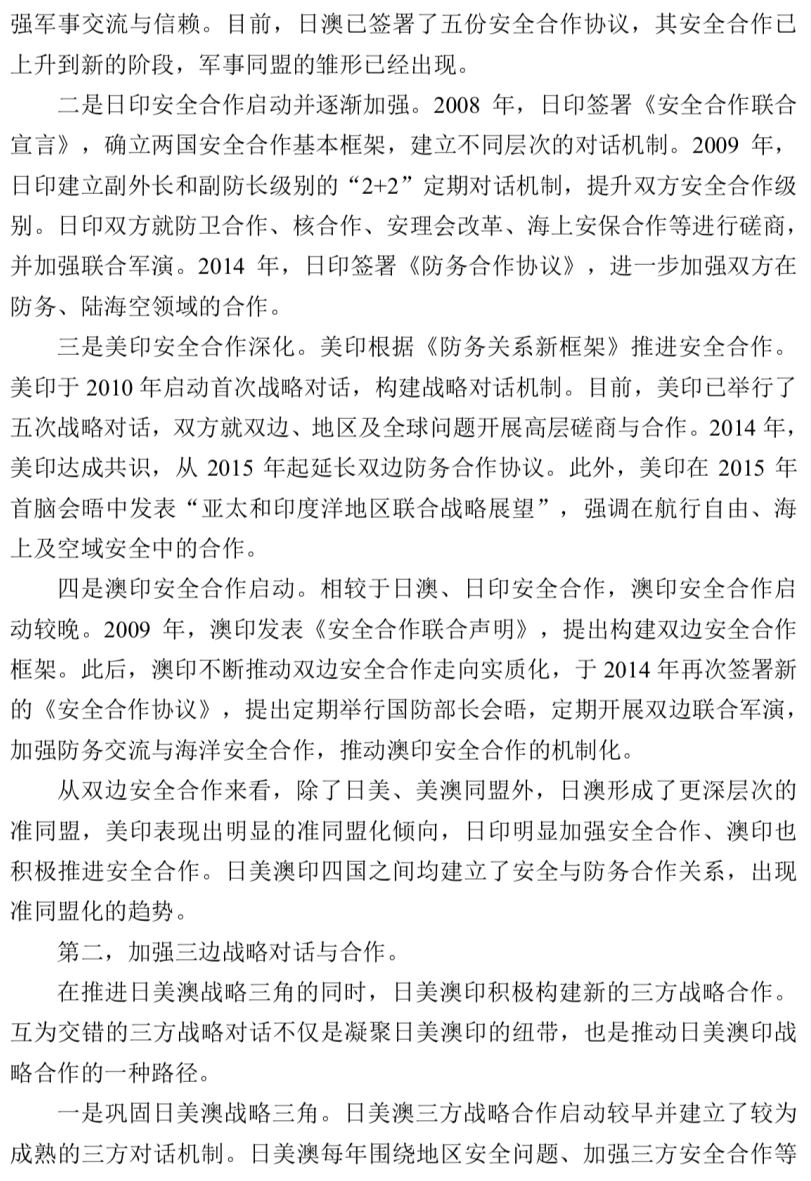 强军事交流与信赖。目前，日澳已签署了五份安全合作协议，其安全合作已
上升到新的阶段，军事同盟的雏形已经出现。
二是日印安全合作启动并逐渐加强。2008 年，日印签署《安全合作联合
宣言》，确立两国安全合作基本框架，建立不同层次的对话机制。2009 年，
日印建立副外长和副防长级别的“2+2”定期对话机制，提升双方安全合作级
别。日印双方就防卫合作、核合作、安理会改革、海上安保合作等进行磋商，
并加强联合军演。2014 年，日印签署《防务合作协议》，进一步加强双方在
防务、陆海空领域的合作。
三是美印安全合作深化。美印根据《防务关系新框架》推进安全合作。
美印于 2010 年启动首次战略对话，构建战略对话机制。目前，美印已举行了
五次战略对话，双方就双边、地区及全球问题开展高层磋商与合作。2014 年，
美印达成共识，从 2015 年起延长双边防务合作协议。此外，美印在 2015 年
首脑会晤中发表“亚太和印度洋地区联合战略展望”，强调在航行自由、海
上及空域安全中的合作。
四是澳印安全合作启动。相较于日澳、日印安全合作，澳印安全合作启
动较晚。2009 年，澳印发表《安全合作联合声明》，提出构建双边安全合作
框架。此后，澳印不断推动双边安全合作走向实质化，于 2014 年再次签署新
的《安全合作协议》，提出定期举行国防部长会晤，定期开展双边联合军演，
加强防务交流与海洋安全合作，推动澳印安全合作的机制化。
从双边安全合作来看，除了日美、美澳同盟外，日澳形成了更深层次的
准同盟，美印表现出明显的准同盟化倾向，日印明显加强安全合作、澳印也
积极推进安全合作。日美澳印四国之间均建立了安全与防务合作关系，出现
准同盟化的趋势。
第二，加强三边战略对话与合作。
在推进日美澳战略三角的同时，日美澳印积极构建新的三方战略合作。
互为交错的三方战略对话不仅是凝聚日美澳印的纽带，也是推动日美澳印战
略合作的一种路径。
一是巩固日美澳战略三角。日美澳三方战略合作启动较早并建立了较为
成熟的三方对话机制。日美澳每年围绕地区安全问题、加强三方安全合作等